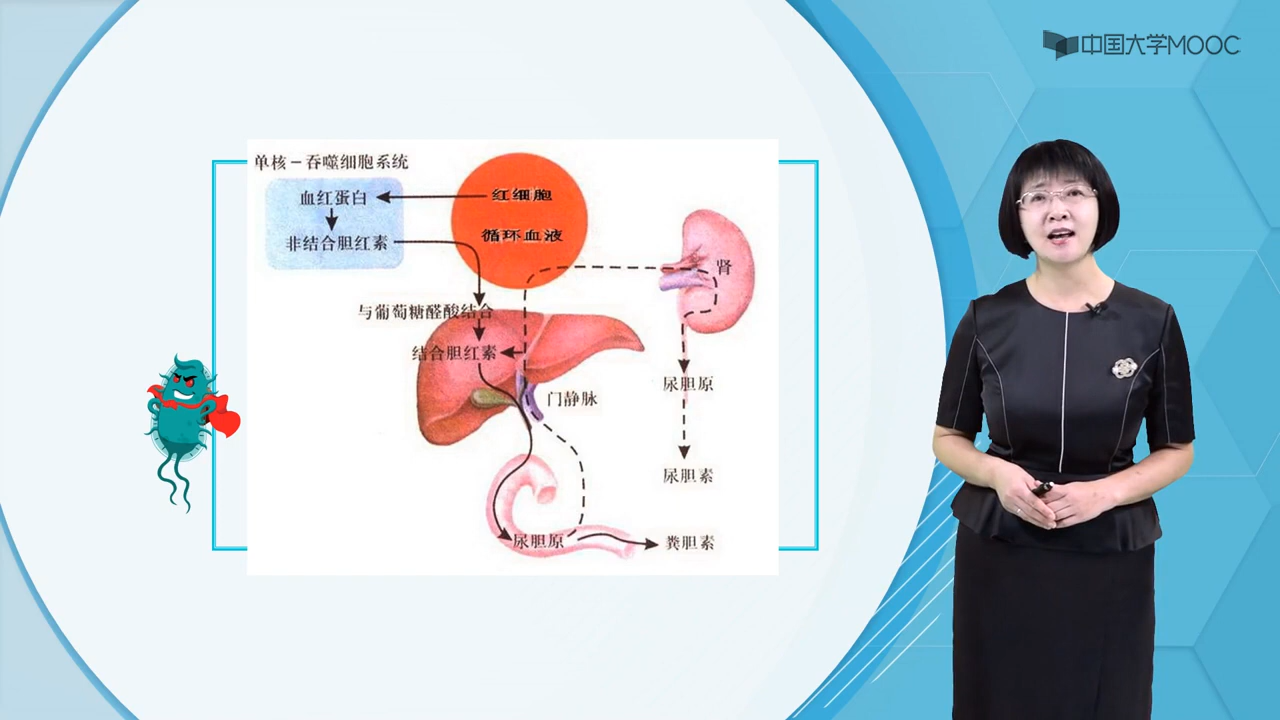 中国大学MOOC
单核－吞噬细胞系统
血红蛋白
红细胞
非结合胆红素
循环血液
肾
与葡萄糖醛酸结合
结合胆红素
门静脉
尿胆原
尿胆素
尿胆原
粪胆素